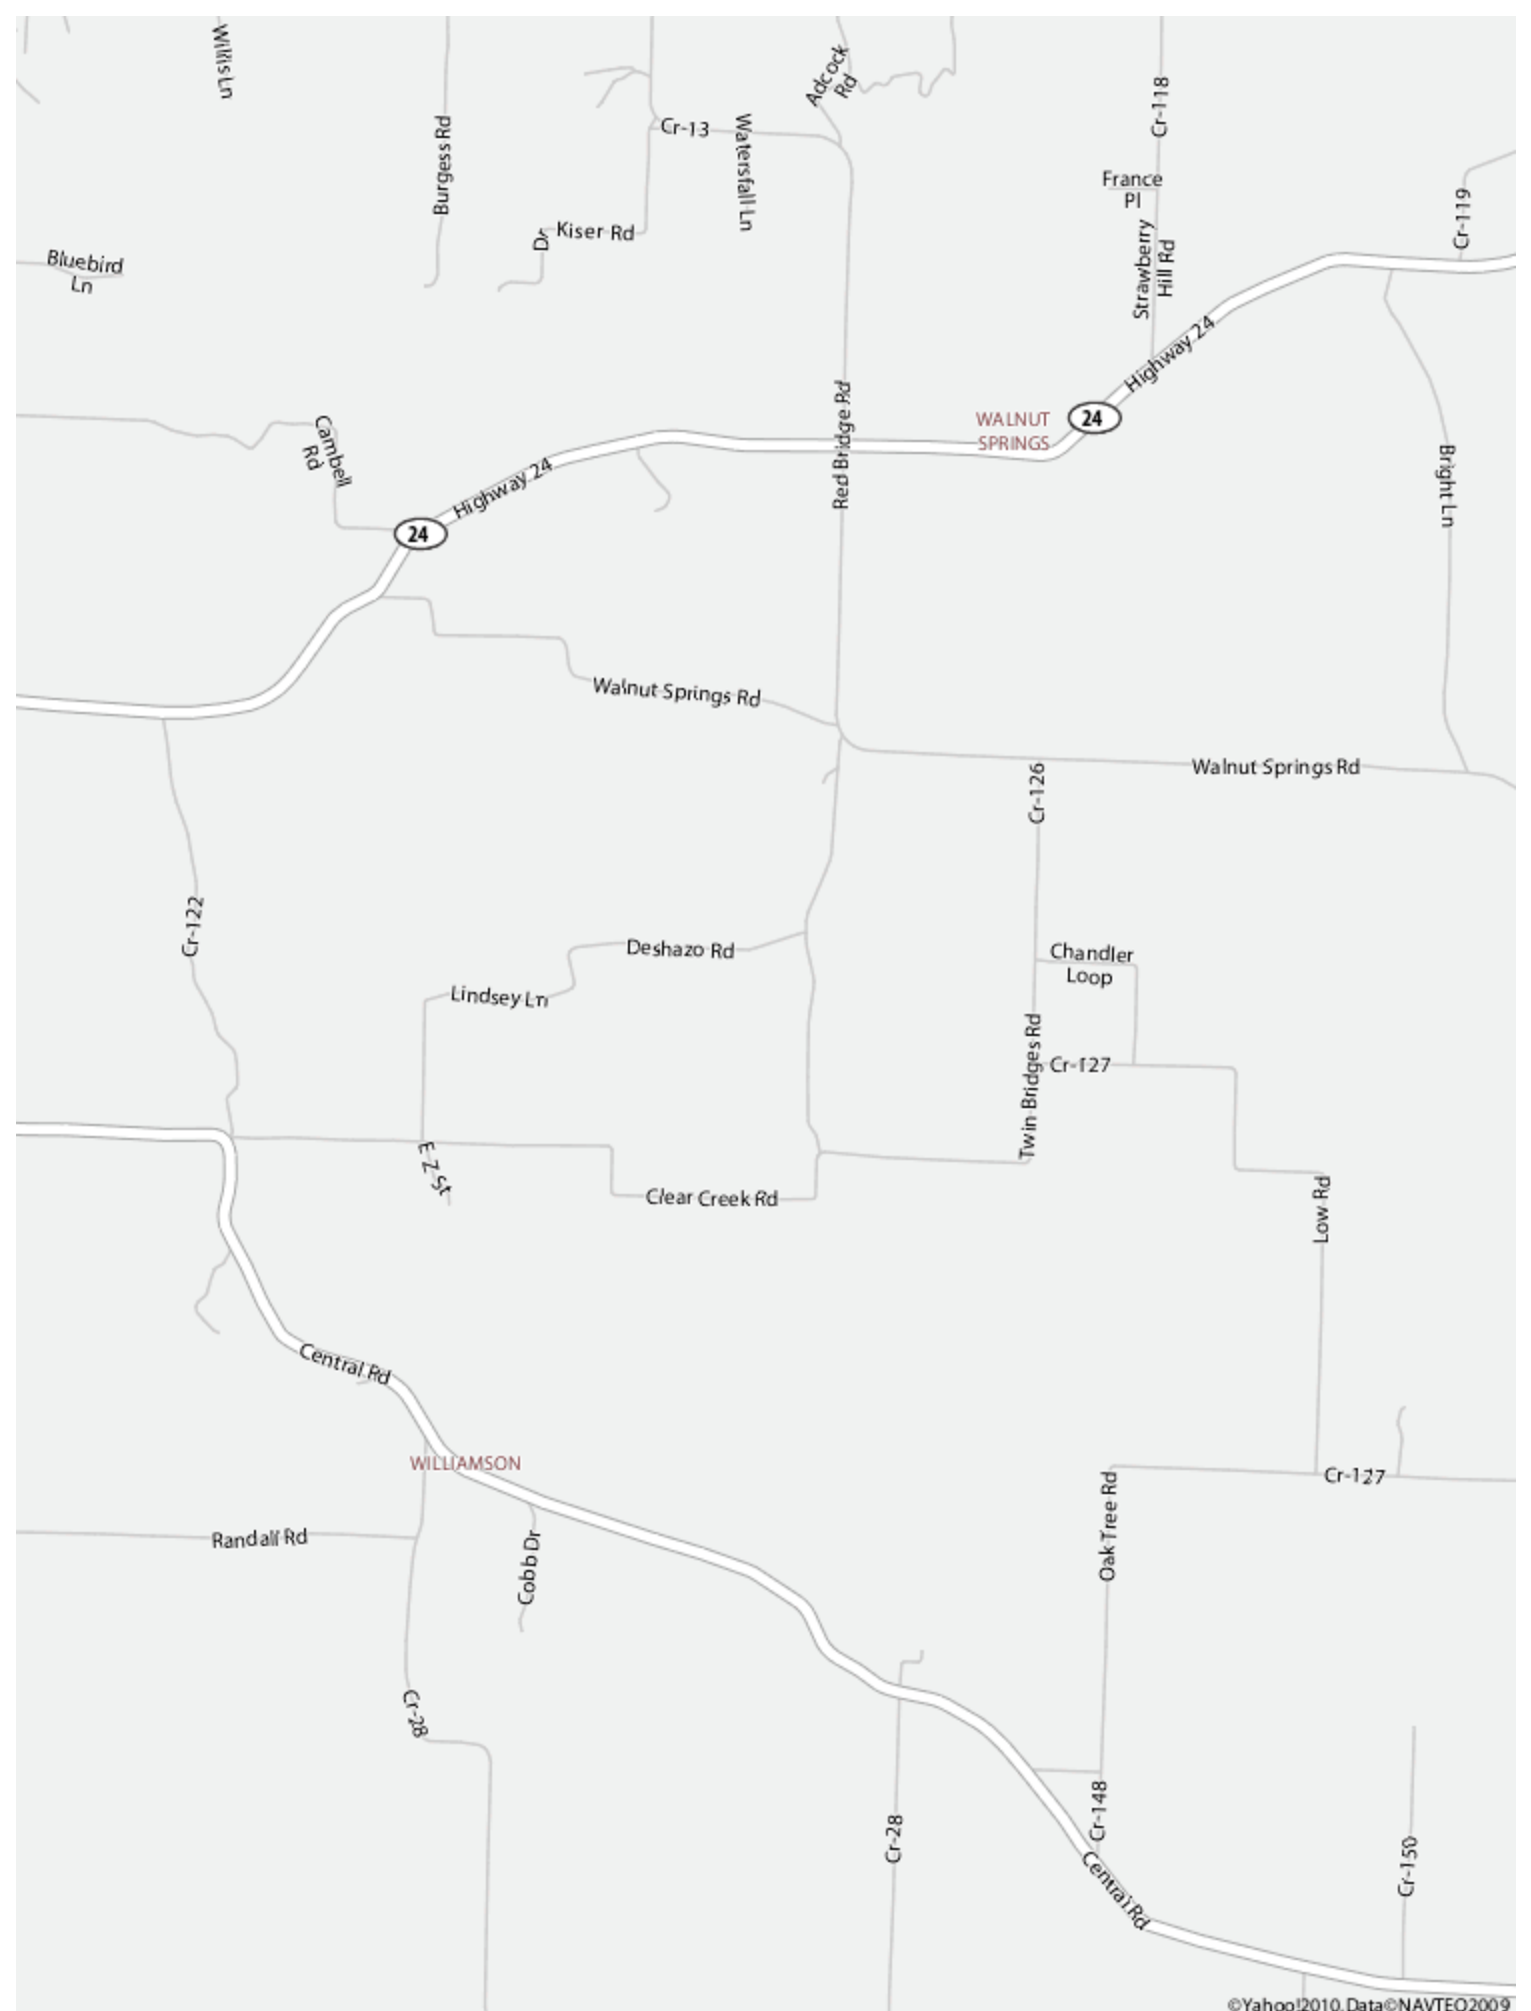 Willis Ln
Adcock
Rd
Cr-118
Burgess Rd
Cr-13
Watersfall Ln
France
Pl
Cr-119
Kiser Rd
Dr
Strawberry
Hill Rd
Bluebird
Ln
Highway 24
Red Bridge Rd
WALNUT
SPRINGS
24
Cambell
Rd
Highway 24
Bright Ln
24
Walnut Springs Rd
Walnut Springs Rd
Cr-126
Cr-122
Deshazo Rd
Chandler
Loop
Lindsey Ln
Twin Bridges Rd
Cr-127
E Z St
Clear Creek Rd
Low Rd
Central Rd
WILLIAMSON
Cr-127
Oak Tree Rd
Randall Rd
Cobb Dr
Cr-28
Cr-148
Cr-28
Cr-150
Central Rd
©Yahoo!2010, Data©NAVTEQ2009